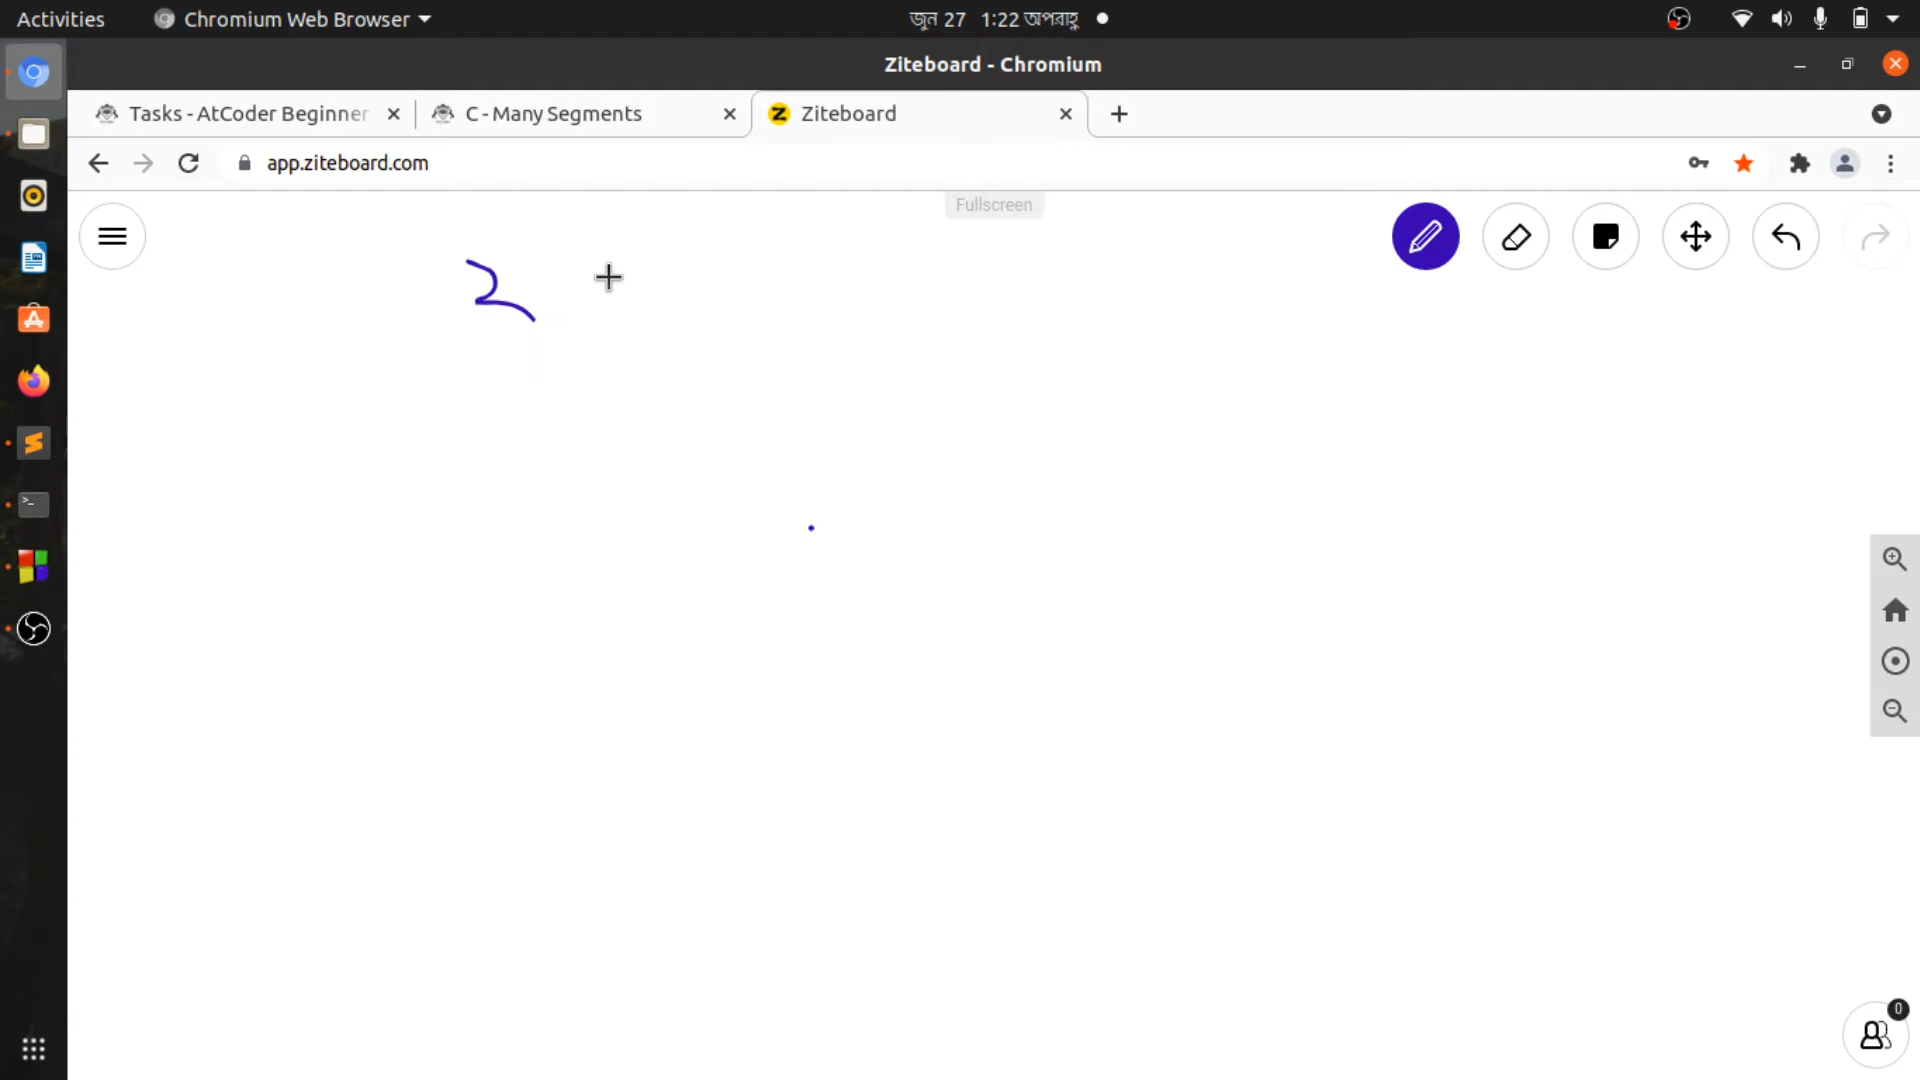 Activities Chromium Web Browser জুন 27 1:22 অপরাহ্ণ
Ziteboard - Chromium
Tasks - AtCoder Beginner C - Many Segments Ziteboard
app.ziteboard.com
Fullscreen
2
0